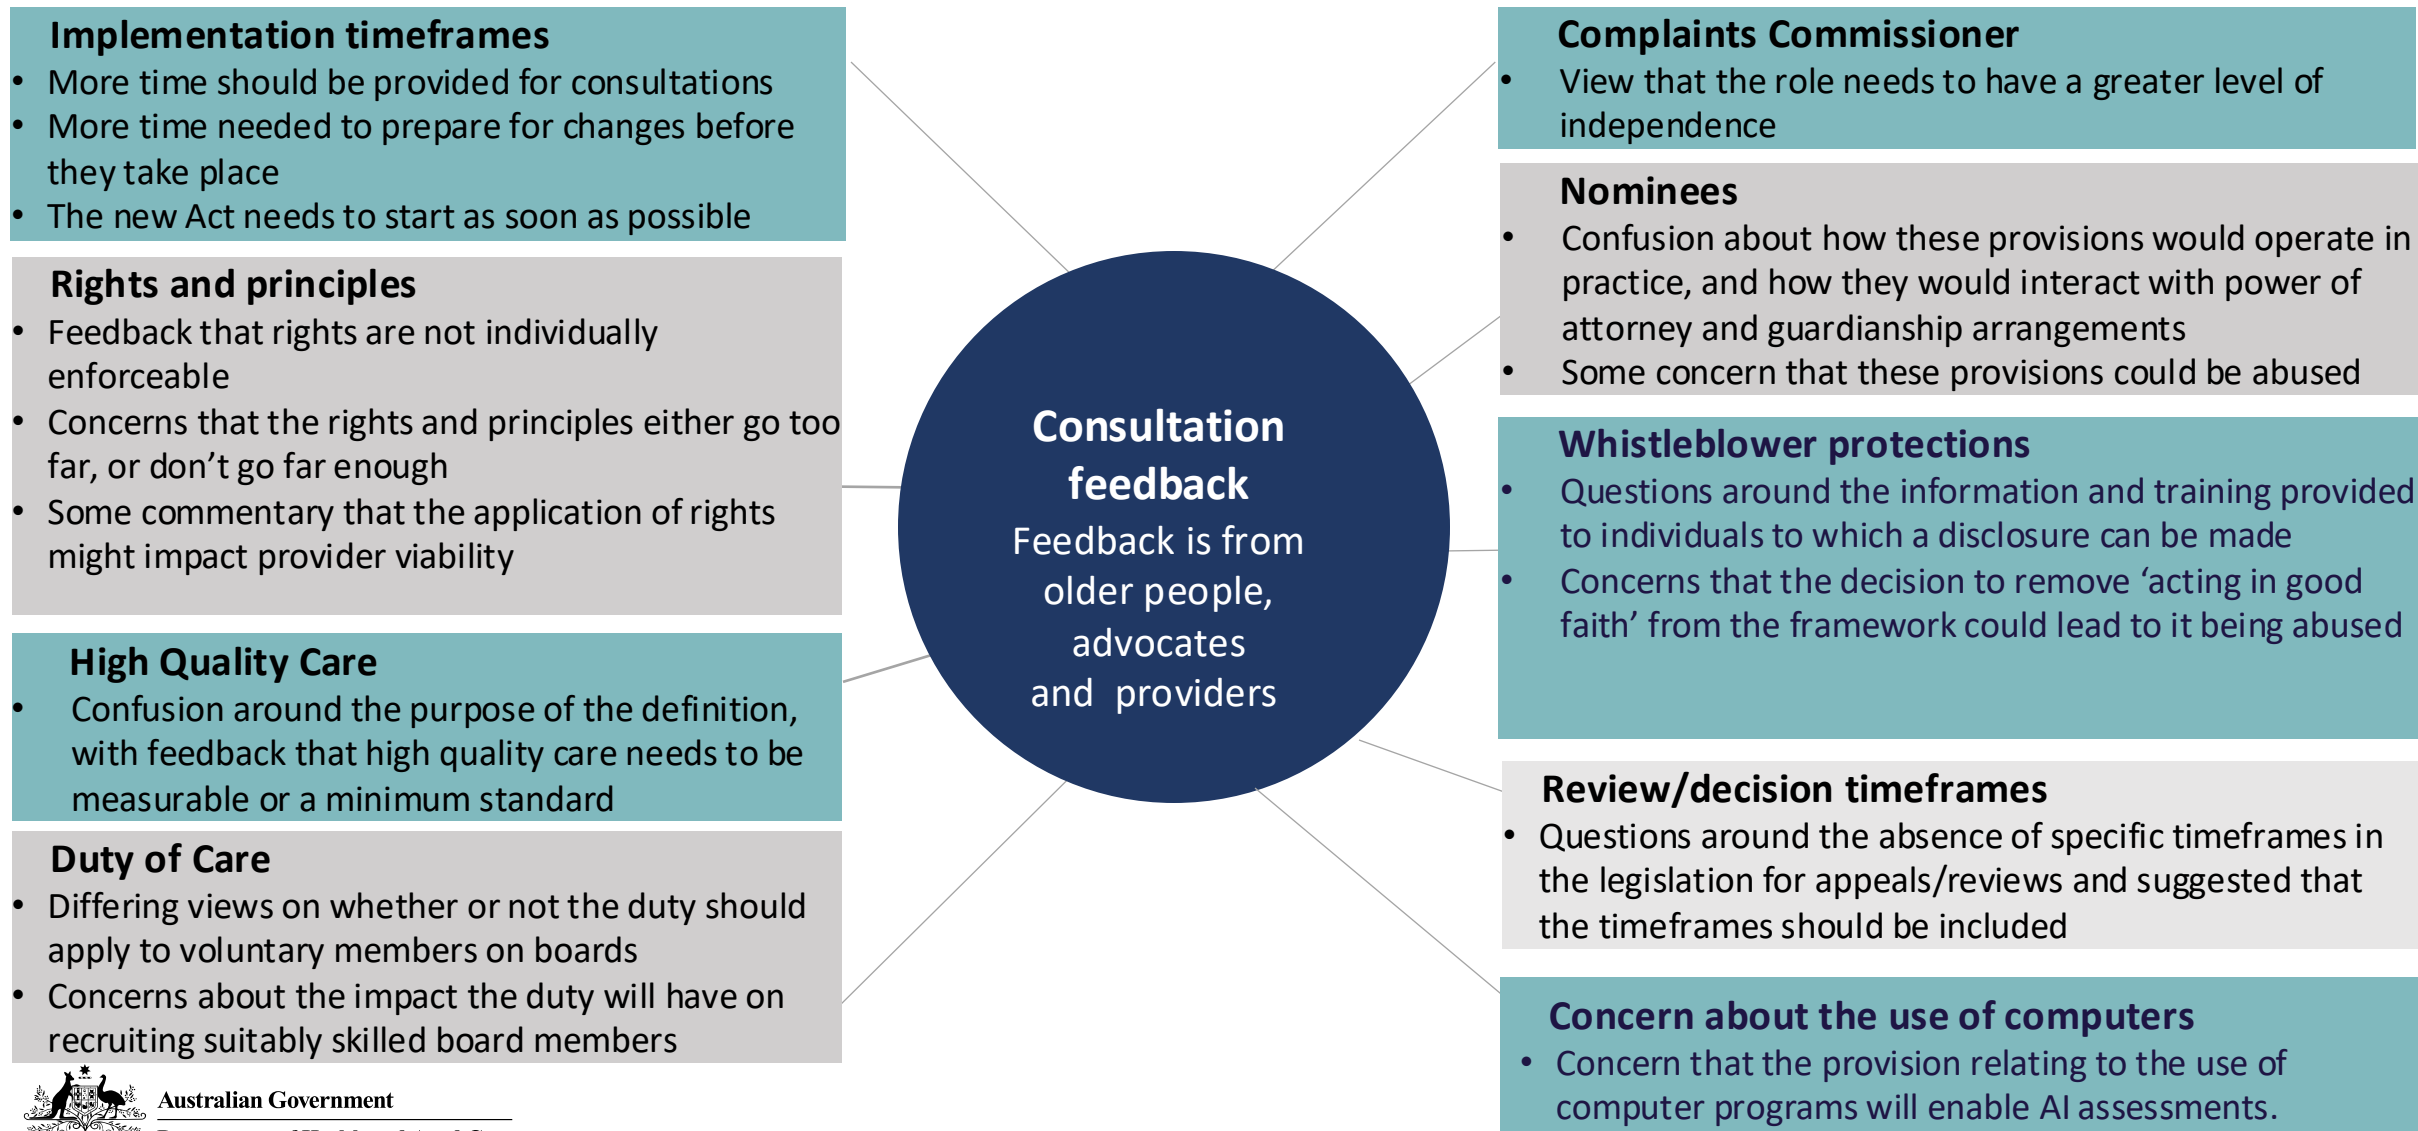 Implementation timeframes
• More time should be provided for consultations
• More time needed to prepare for changes before
they take place
• The new Act needs to start as soon as possible
Rights and principles
• Feedback that rights are not individually
enforceable
• Concerns that the rights and principles either go too
far, or don’t go far enough
• Some commentary that the application of rights
might impact provider viability
High Quality Care
• Confusion around the purpose of the definition,
with feedback that high quality care needs to be
measurable or a minimum standard
Duty of Care
• Differing views on whether or not the duty should
apply to voluntary members on boards
• Concerns about the impact the duty will have on
recruiting suitably skilled board members
Australian Government
Consultation
feedback
Feedback is from
older people,
advocates
and providers
Complaints Commissioner
• View that the role needs to have a greater level of
independence
Nominees
• Confusion about how these provisions would operate in
practice, and how they would interact with power of
attorney and guardianship arrangements
• Some concern that these provisions could be abused
Whistleblower protections
• Questions around the information and training provided
to individuals to which a disclosure can be made
• Concerns that the decision to remove ‘acting in good
faith’ from the framework could lead to it being abused
Review/decision timeframes
• Questions around the absence of specific timeframes in
the legislation for appeals/reviews and suggested that
the timeframes should be included
Concern about the use of computers
• Concern that the provision relating to the use of
computer programs will enable AI assessments.